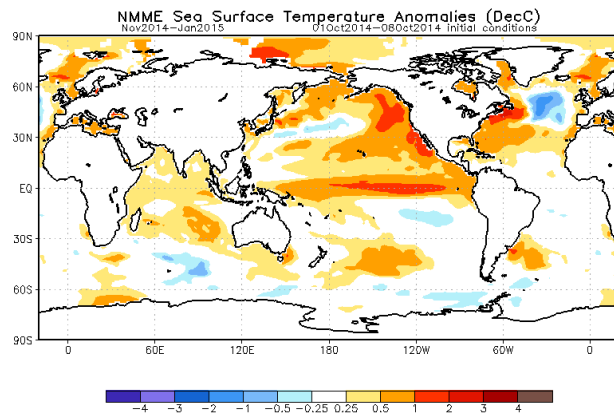 NMME Sea Surface Temperature Anomalies (DecC)
Nov2014-Jan2015 01Oct2014-08Oct2014 initial conditions
90N
60N
30N
EQ
30S
60S
90S
0 60E 120E 180E 120W 60W 0
-4 -3 -2 -1 -0.5 -0.25 0.25 0.5 1 2 3 4